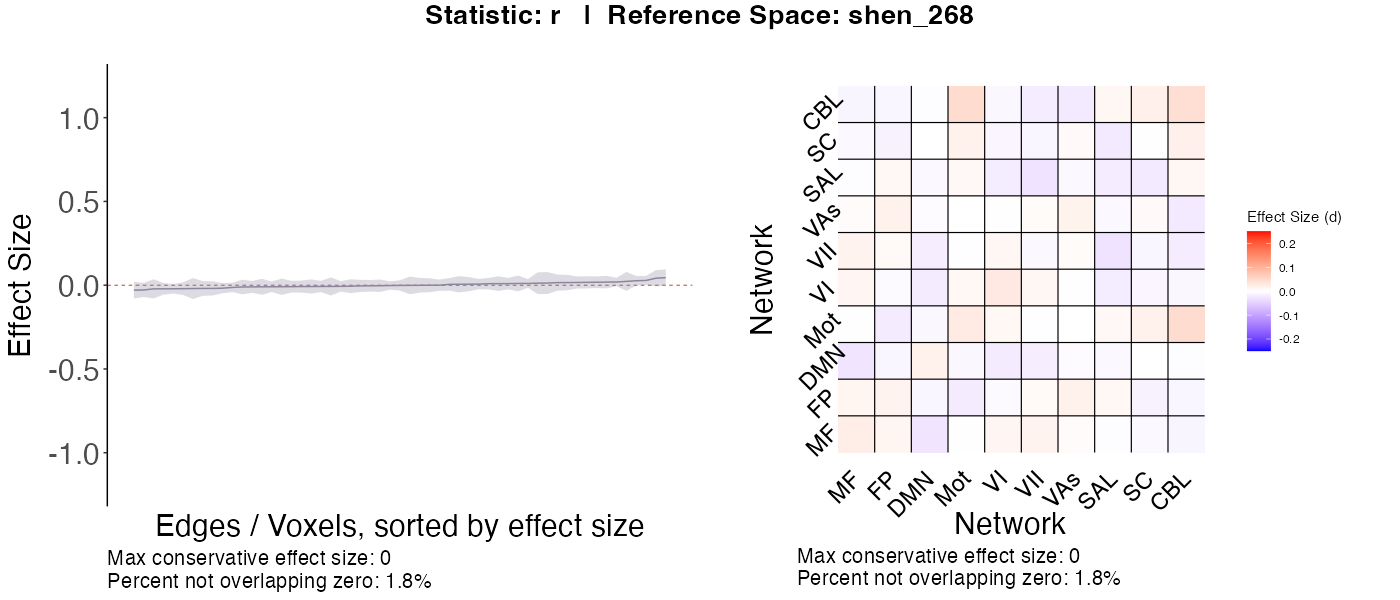 Statistic: r | Reference Space: shen_268
Effect Size
1.0
0.5
0.0
-0.5
-1.0
Edges / Voxels, sorted by effect size
Max conservative effect size: 0
Percent not overlapping zero: 1.8%
Network
CBL
SC
SAL
VAs
VII
VI
Mot
DMN
FP
MF
MF
FP
DMN
Mot
VI
VII
VAs
SAL
SC
CBL
Network
Max conservative effect size: 0
Percent not overlapping zero: 1.8%
Effect Size (d)
0.2
0.1
0.0
-0.1
-0.2